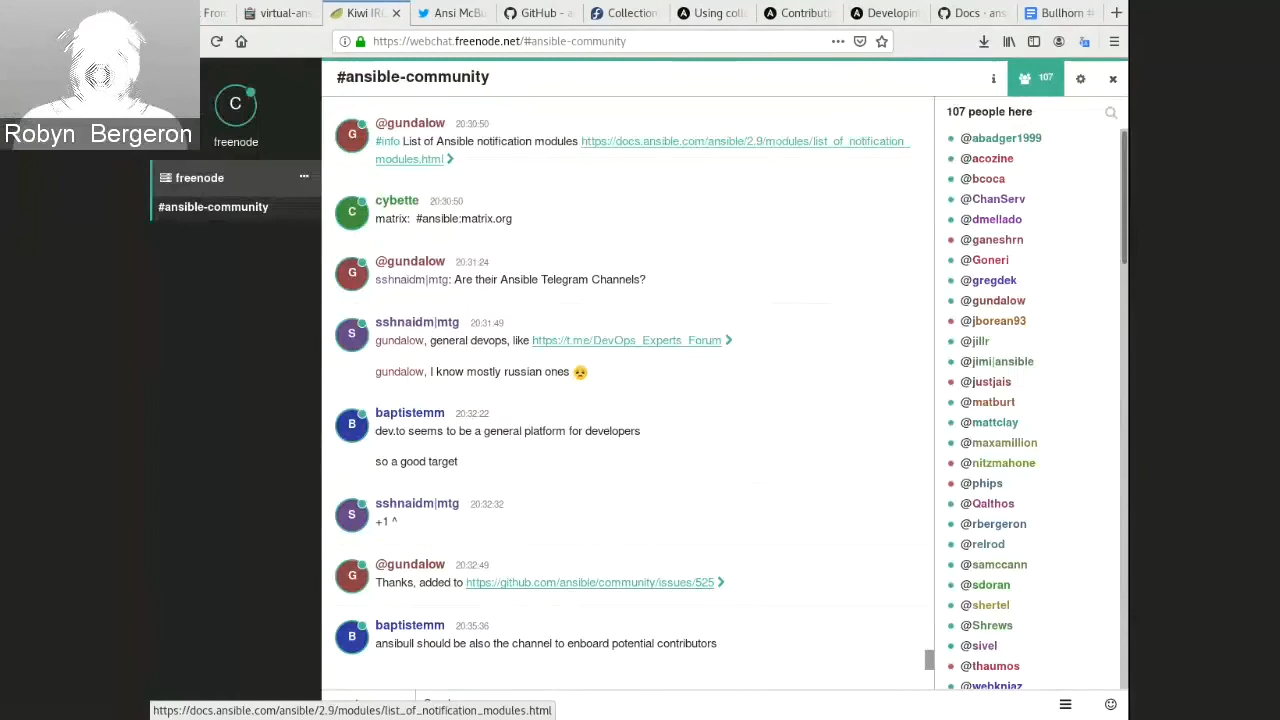 From
virtual-ans
Kiwi IRC
Ansi McBu
GitHub - a
Collection
Using coll
Contributin
Developin
Docs · ans
Bullhorn
https://webchat.freenode.net/#ansible-community
Robyn Bergeron
C
freenode
freenode
#ansible-community
#ansible-community
107
G
@gundalow 20:30:50
#info List of Ansible notification modules https://docs.ansible.com/ansible/2.9/modules/list_of_notification_
modules.html
C
cybette 20:30:50
matrix: #ansible:matrix.org
G
@gundalow 20:31:24
sshnaidm|mtg: Are their Ansible Telegram Channels?
S
sshnaidm|mtg 20:31:49
gundalow, general devops, like https://t.me/DevOps_Experts_Forum
gundalow, I know mostly russian ones 😟
B
baptistemm 20:32:22
dev.to seems to be a general platform for developers
so a good target
S
sshnaidm|mtg 20:32:32
+1 ^
G
@gundalow 20:32:49
Thanks, added to https://github.com/ansible/community/issues/525
B
baptistemm 20:35:36
ansibull should be also the channel to enboard potential contributors
107 people here
@abadger1999
@acozine
@bcoca
@ChanServ
@dmellado
@ganeshrn
@Goneri
@gregdek
@gundalow
@jborean93
@jillr
@jimi|ansible
@justjais
@matburt
@mattclay
@maxamillion
@nitzmahone
@phips
@Qalthos
@rbergeron
@relrod
@samccann
@sdoran
@shertel
@Shrews
@sivel
@thaumos
@webknjaz
https://docs.ansible.com/ansible/2.9/modules/list_of_notification_modules.html